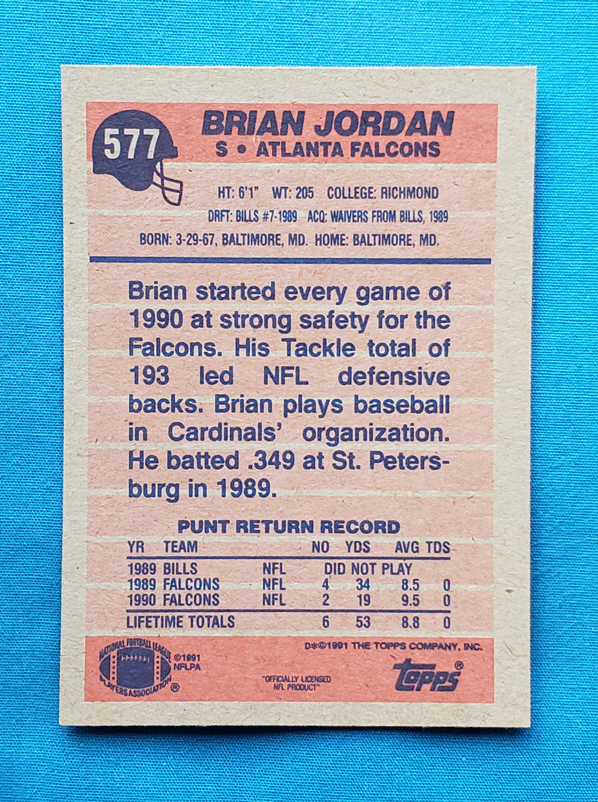 577
BRIAN JORDAN
S • ATLANTA FALCONS
HT: 6'1" WT: 205 COLLEGE: RICHMOND
DRFT: BILLS #7-1989 ACQ: WAIVERS FROM BILLS, 1989
BORN: 3-29-67, BALTIMORE, MD. HOME: BALTIMORE, MD.
Brian started every game of
1990 at strong safety for the
Falcons. His Tackle total of
193 led NFL defensive
backs. Brian plays baseball
in Cardinals' organization.
He batted .349 at St. Peters-
burg in 1989.
PUNT RETURN RECORD
YR TEAM NO YDS AVG TDS
1989 BILLS NFL DID NOT PLAY
1989 FALCONS NFL 4 34 8.5 0
1990 FALCONS NFL 2 19 9.5 0
LIFETIME TOTALS 6 53 8.8 0
NATIONAL FOOTBALL LEAGUE
PLAYERS ASSOCIATION ®
©1991
NFLPA
"OFFICIALLY LICENSED
NFL PRODUCT"
D*©1991 THE TOPPS COMPANY, INC.
topps®